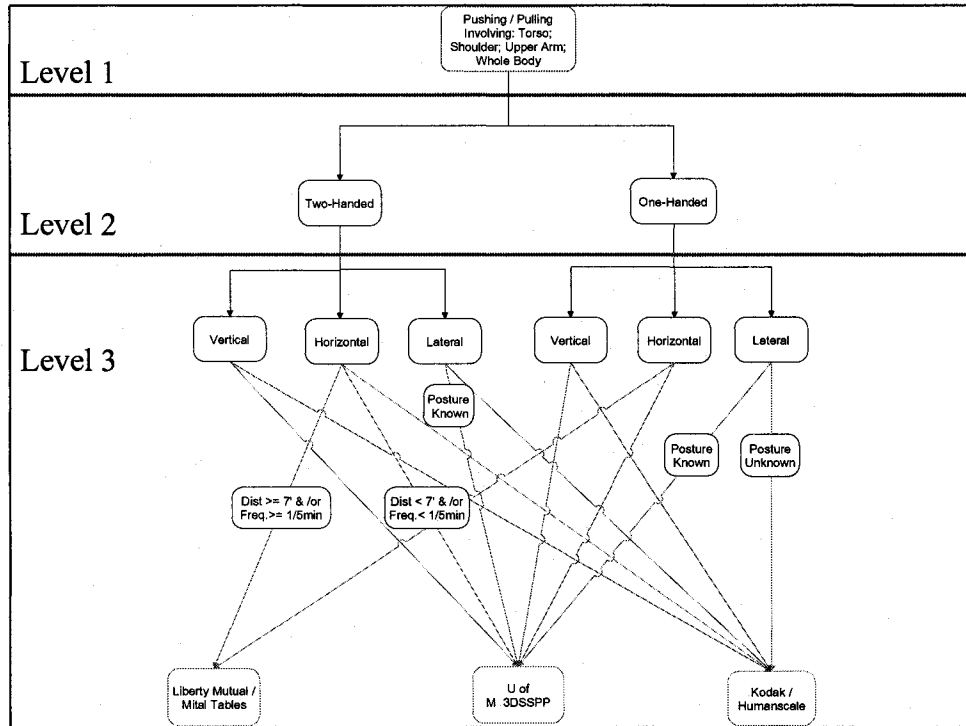 Pushing / Pulling
Involving: Torso;
Shoulder; Upper Arm;
Whole Body
Level 1
Two-Handed
One-Handed
Level 2
Vertical
Horizontal
Lateral
Vertical
Horizontal
Lateral
Level 3
Posture
Known
Posture
Known
Posture
Unknown
Dist >= 7' & /or
Freq.>= 1/5min
Dist < 7' & /or
Freq.< 1/5min
Liberty Mutual /
Mital Tables
U of
M 3DSSPP
Kodak /
Humanscale